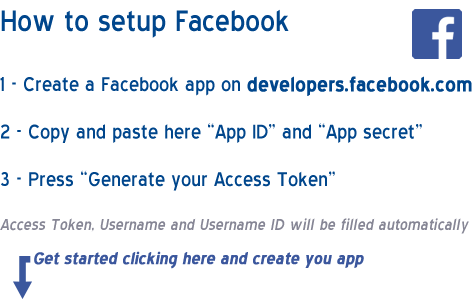 How to setup Facebook
1 - Create a Facebook app on developers.facebook.com
2 - Copy and paste here “App ID” and “App secret”
3 - Press “Generate your Access Token”
Access Token, Username and Username ID will be filled automatically
Get started clicking here and create you app